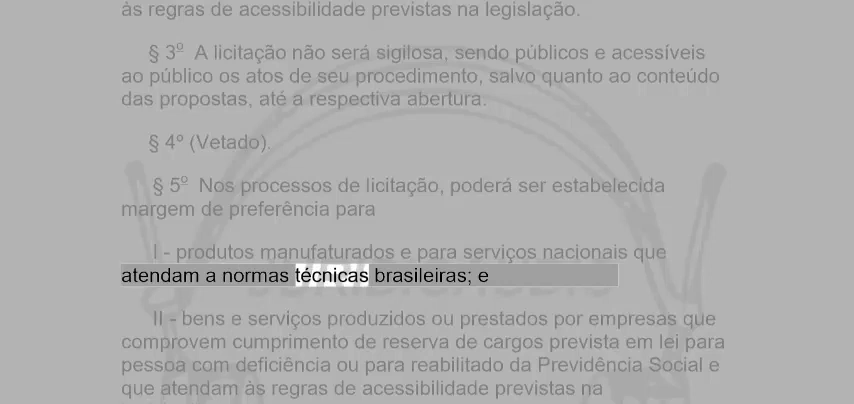 às regras de acessibilidade previstas na legislação.
§ 3º A licitação não será sigilosa, sendo públicos e acessíveis
ao público os atos de seu procedimento, salvo quanto ao conteúdo
das propostas, até a respectiva abertura.
§ 4º (Vetado).
§ 5º Nos processos de licitação, poderá ser estabelecida
margem de preferência para
I - produtos manufaturados e para serviços nacionais que
atendam a normas técnicas brasileiras; e
II - bens e serviços produzidos ou prestados por empresas que
comprovem cumprimento de reserva de cargos prevista em lei para
pessoa com deficiência ou para reabilitado da Previdência Social e
que atendam às regras de acessibilidade previstas na